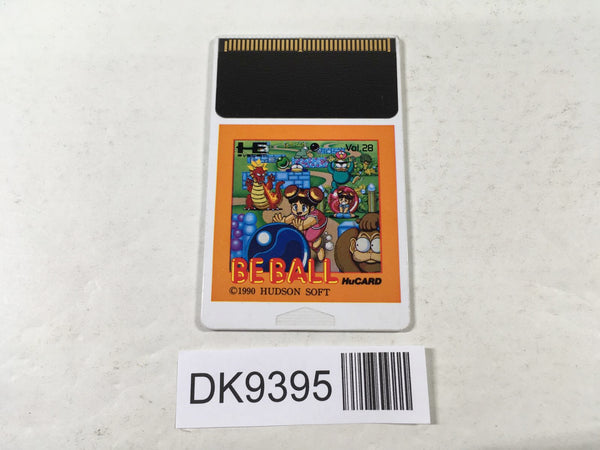 HE
Vol.28
BE BALL
HuCARD
©1990 HUDSON SOFT
DK9395